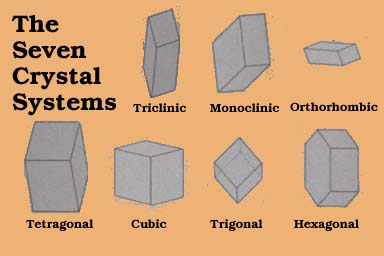 The
Seven
Crystal
Systems
Triclinic
Monoclinic
Orthorhombic
Tetragonal
Cubic
Trigonal
Hexagonal